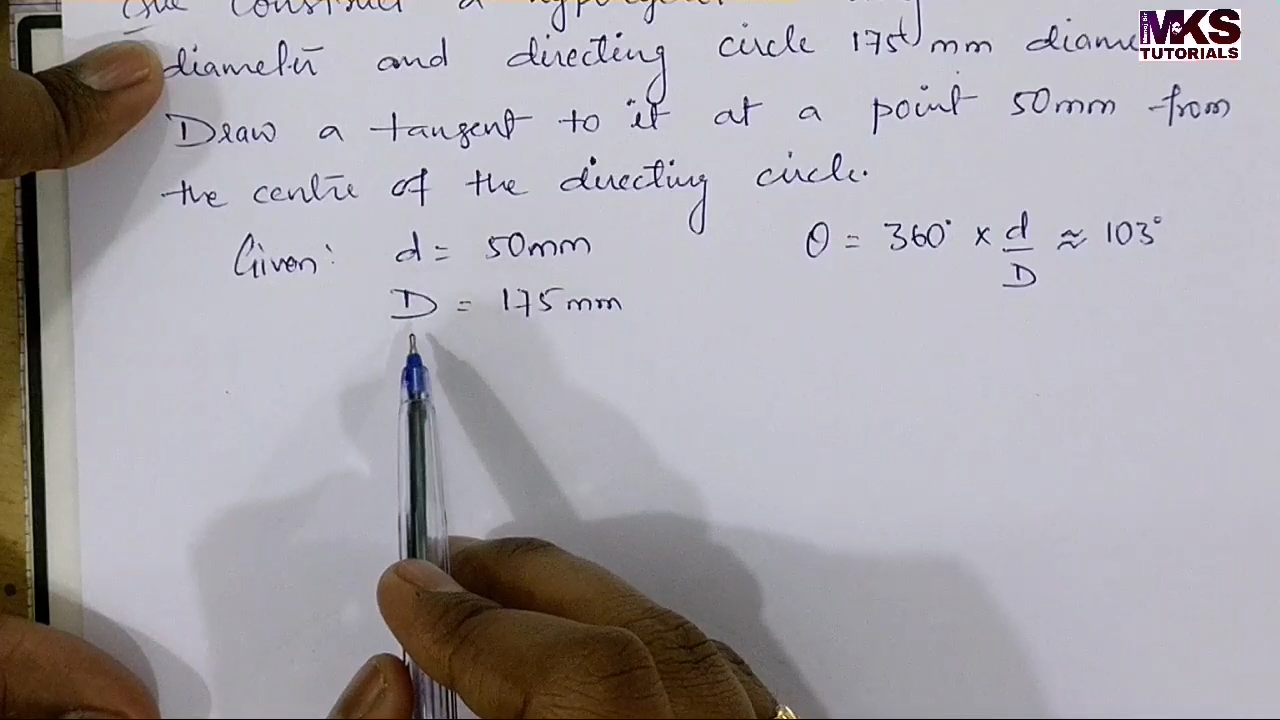 Construct a
diameter and directing circle 175 mm
Draw a tangent to it at a point 50mm from
the centre of the directing circle.
Given: d = 50mm
D = 175mm
θ = 360° × d/D ≈ 103°
MKS
TUTORIALS